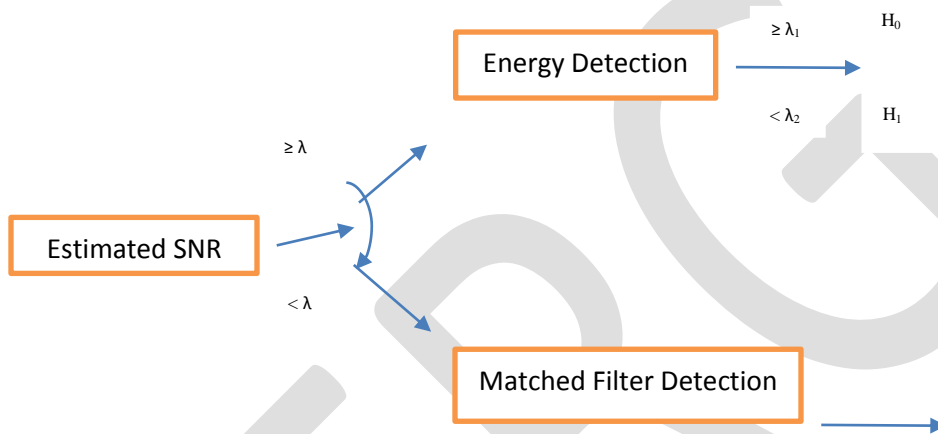 ≥ λ₁ H₀
Energy Detection
< λ₂ H₁
≥ λ
Estimated SNR
< λ
Matched Filter Detection